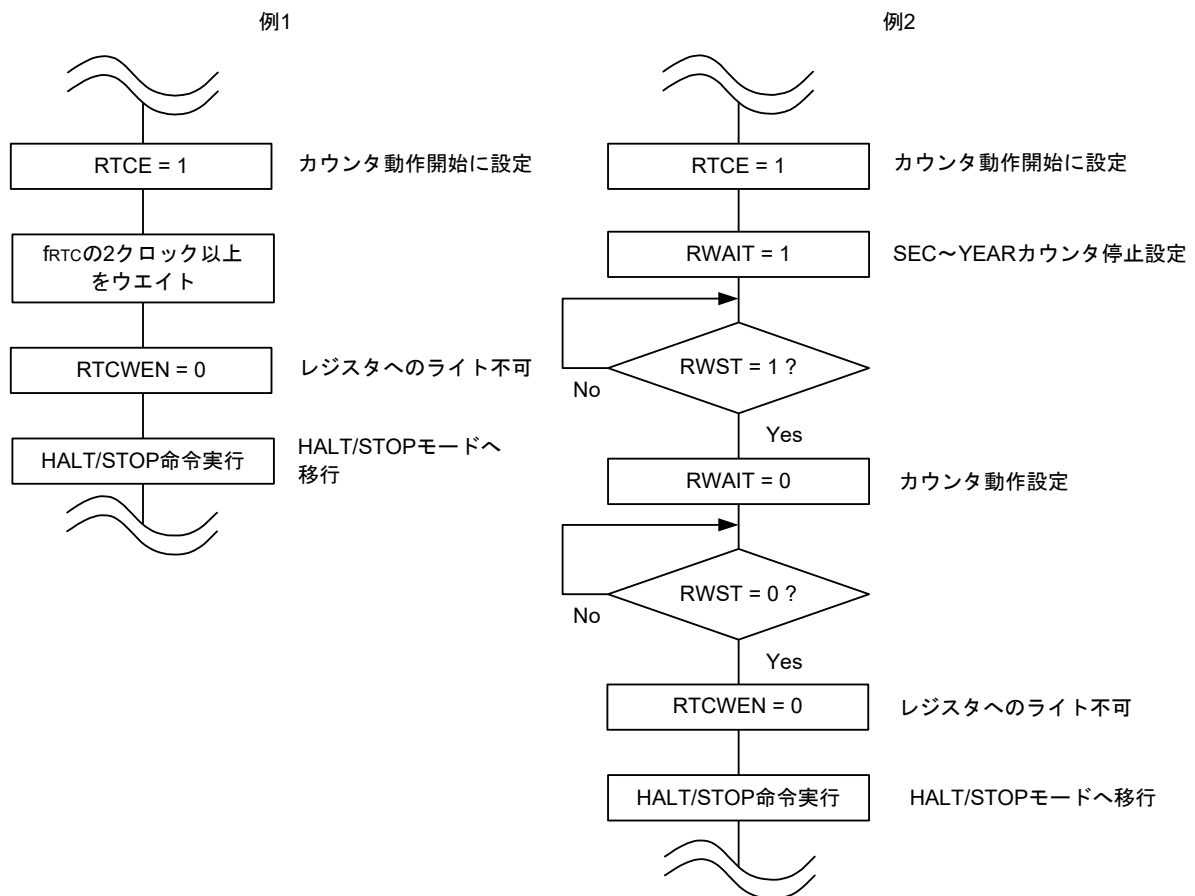 例1
RTCE = 1
カウンタ動作開始に設定
fRTCの2クロック以上
をウエイト
RTCWEN = 0
レジスタへのライト不可
HALT/STOP命令実行
HALT/STOPモードへ
移行
例2
RTCE = 1
カウンタ動作開始に設定
RWAIT = 1
SEC～YEARカウンタ停止設定
RWST = 1 ?
No
Yes
RWAIT = 0
カウンタ動作設定
RWST = 0 ?
No
Yes
RTCWEN = 0
レジスタへのライト不可
HALT/STOP命令実行
HALT/STOPモードへ移行